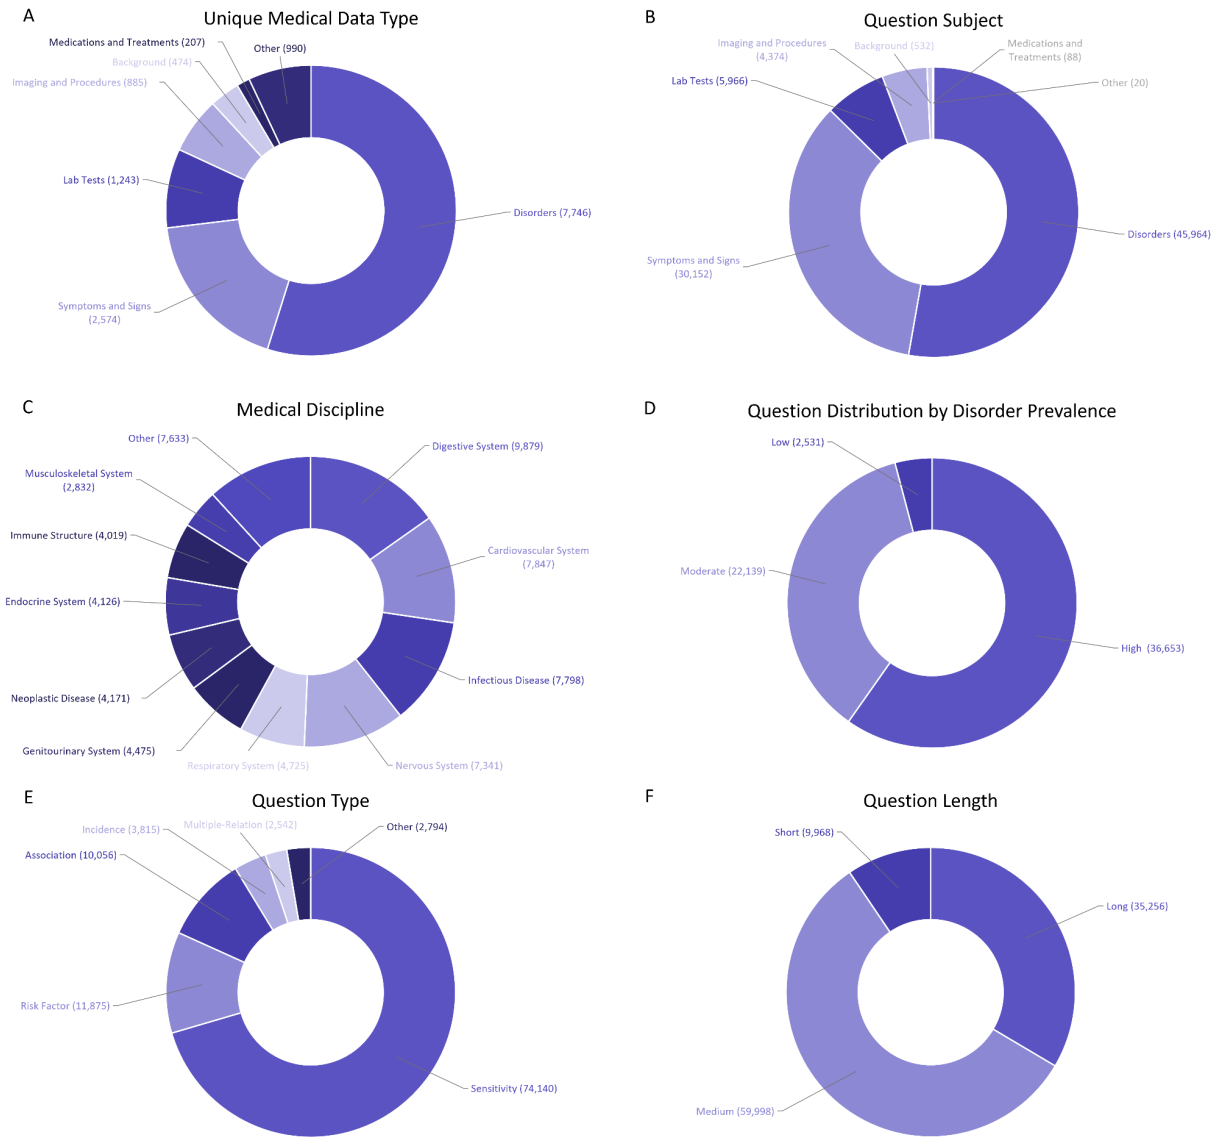 A
Unique Medical Data Type
Medications and Treatments (207)
Other (990)
Background (474)
Imaging and Procedures (885)
Lab Tests (1,243)
Disorders (7,746)
Symptoms and Signs
(2,574)
B
Question Subject
Imaging and Procedures
(4,374)
Background (532)
Medications and
Treatments (88)
Lab Tests (5,966)
Other (20)
Disorders (45,964)
Symptoms and Signs
(30,152)
C
Medical Discipline
Other (7,633)
Digestive System (9,879)
Musculoskeletal System
(2,832)
Immune Structure (4,019)
Cardiovascular System
(7,847)
Endocrine System (4,126)
Infectious Disease (7,798)
Neoplastic Disease (4,171)
Genitourinary System (4,475)
Respiratory System (4,725)
Nervous System (7,341)
D
Question Distribution by Disorder Prevalence
Low (2,531)
Moderate (22,139)
High (36,653)
E
Question Type
Incidence (3,815)
Multiple-Relation (2,542)
Other (2,794)
Association (10,056)
Risk Factor (11,875)
Sensitivity (74,140)
F
Question Length
Short (9,968)
Long (35,256)
Medium (59,998)